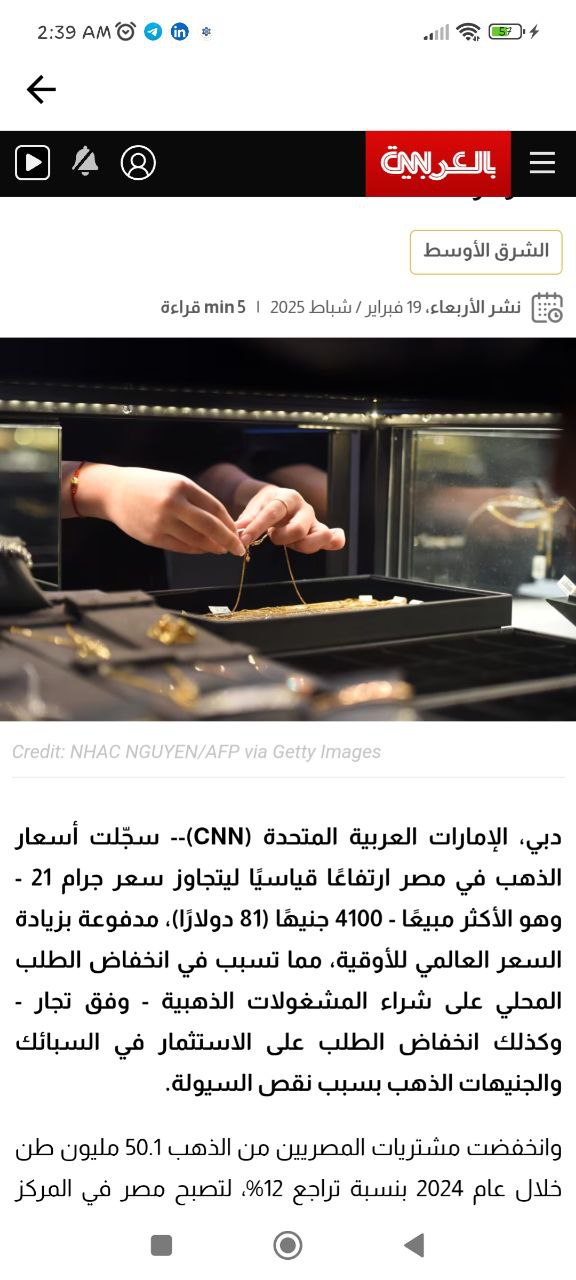 2:39 AM
57
بالعربية CNN
الشرق الأوسط
نشر الأربعاء، 19 فبراير / شباط 2025 | 5 min قراءة
Credit: NHAC NGUYEN/AFP via Getty Images
دبي، الإمارات العربية المتحدة (CNN)-- سجّلت أسعار
الذهب في مصر ارتفاعًا قياسيًا ليتجاوز سعر جرام 21 -
وهو الأكثر مبيعًا - 4100 جنيهًا (81 دولارًا)، مدفوعة بزيادة
السعر العالمي للأوقية، مما تسبب في انخفاض الطلب
المحلي على شراء المشغولات الذهبية - وفق تجار -
وكذلك انخفاض الطلب على الاستثمار في السبائك
والجنيهات الذهب بسبب نقص السيولة.
وانخفضت مشتريات المصريين من الذهب 50.1 مليون طن
خلال عام 2024 بنسبة تراجع 12%، لتصبح مصر في المركز